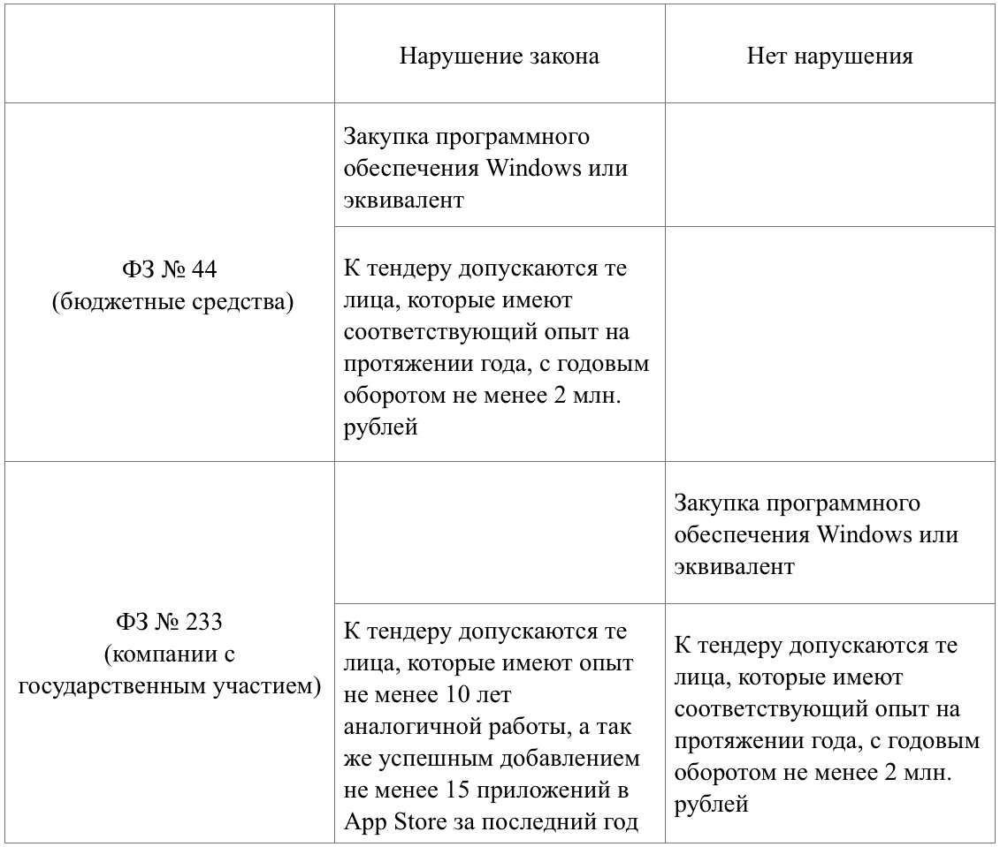 Нарушение закона
Нет нарушения
ФЗ № 44
(бюджетные средства)
Закупка программного
обеспечения Windows или
эквивалент
К тендеру допускаются те
лица, которые имеют
соответствующий опыт на
протяжении года, с годовым
оборотом не менее 2 млн.
рублей
ФЗ № 233
(компании с
государственным участием)
Закупка программного
обеспечения Windows или
эквивалент
К тендеру допускаются те
лица, которые имеют опыт
не менее 10 лет
аналогичной работы, а так
же успешным добавлением
не менее 15 приложений в
App Store за последний год
К тендеру допускаются те
лица, которые имеют
соответствующий опыт на
протяжении года, с годовым
оборотом не менее 2 млн.
рублей